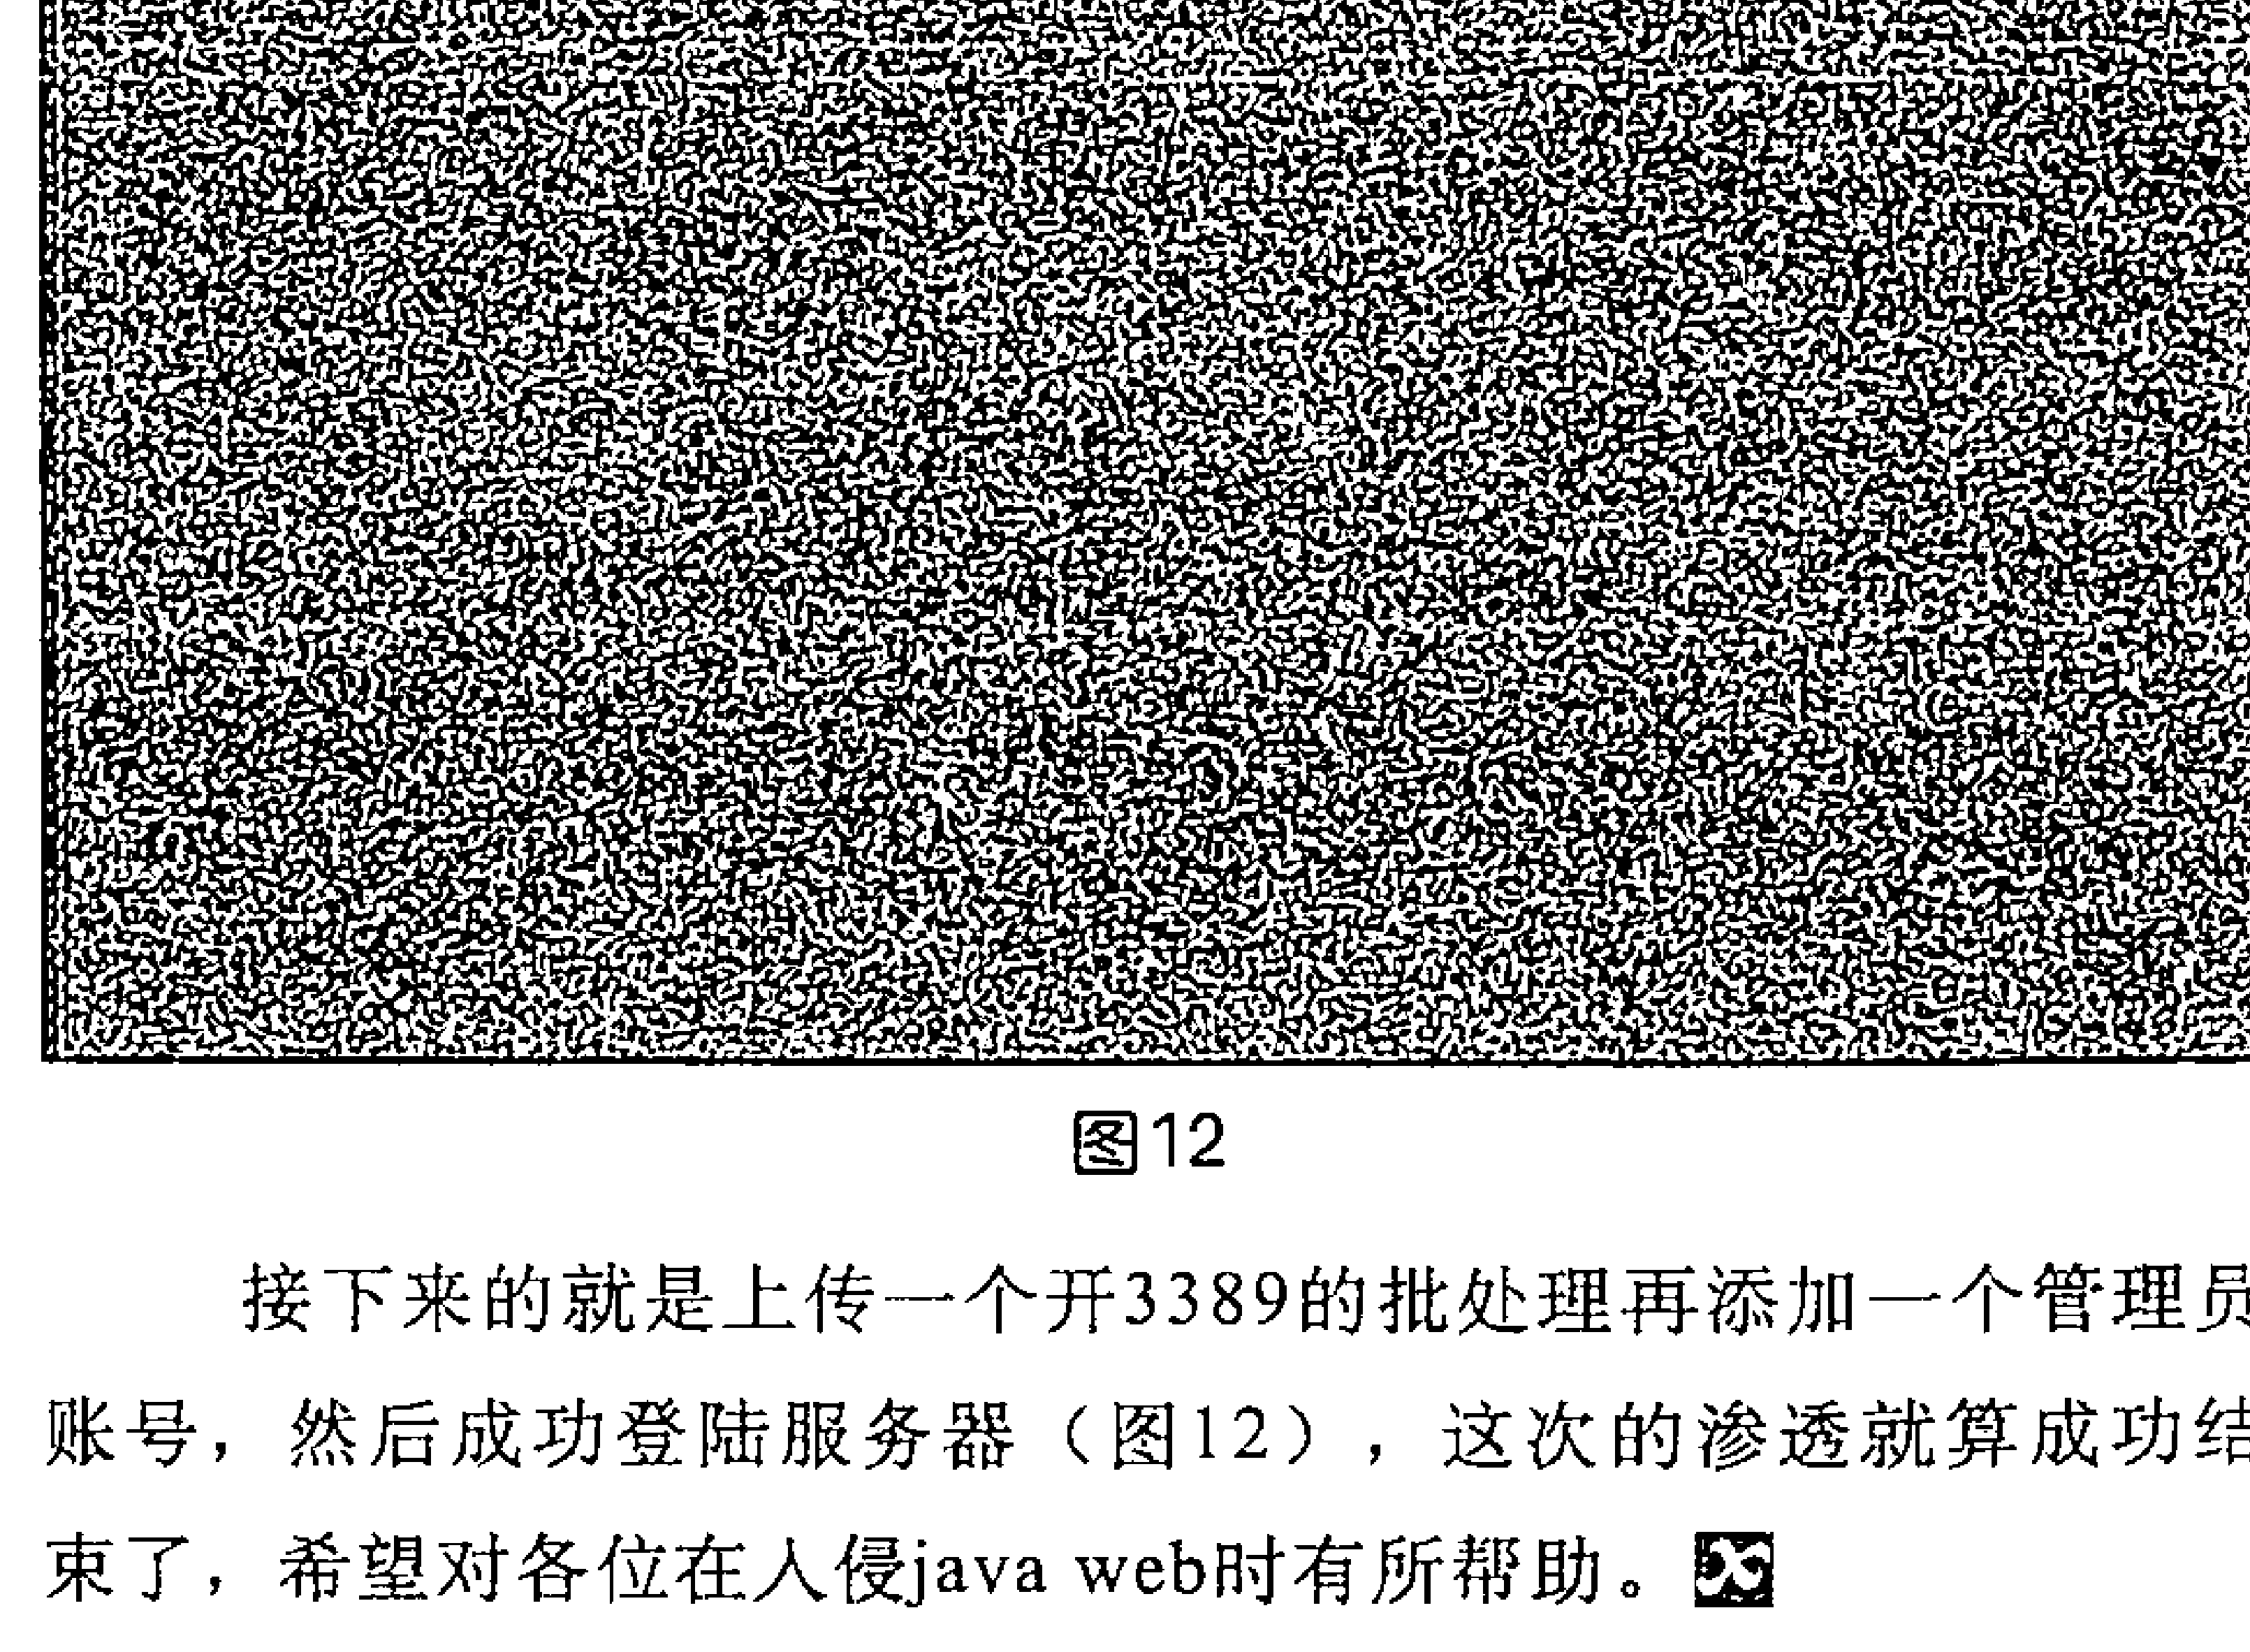 图12
接下来的就是上传一个开3389的批处理再添加一个管理员
账号，然后成功登陆服务器（图12），这次的渗透就算成功结
束了，希望对各位在入侵java web时有所帮助。